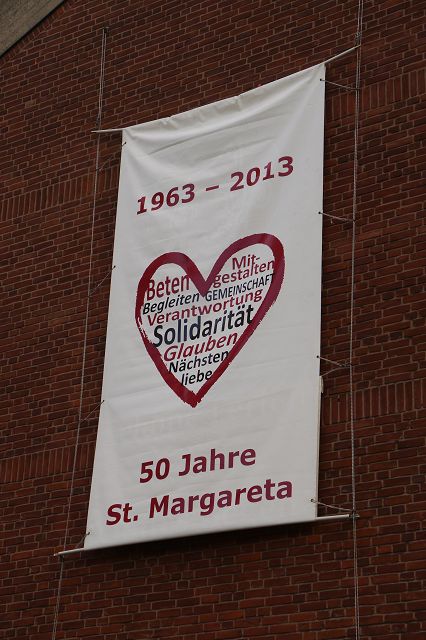 1963 – 2013
Mit-
Beten gestalten
Begleiten GEMEINSCHAFT
Verantwortung
Solidarität
Glauben
Nächsten
liebe
50 Jahre
St. Margareta